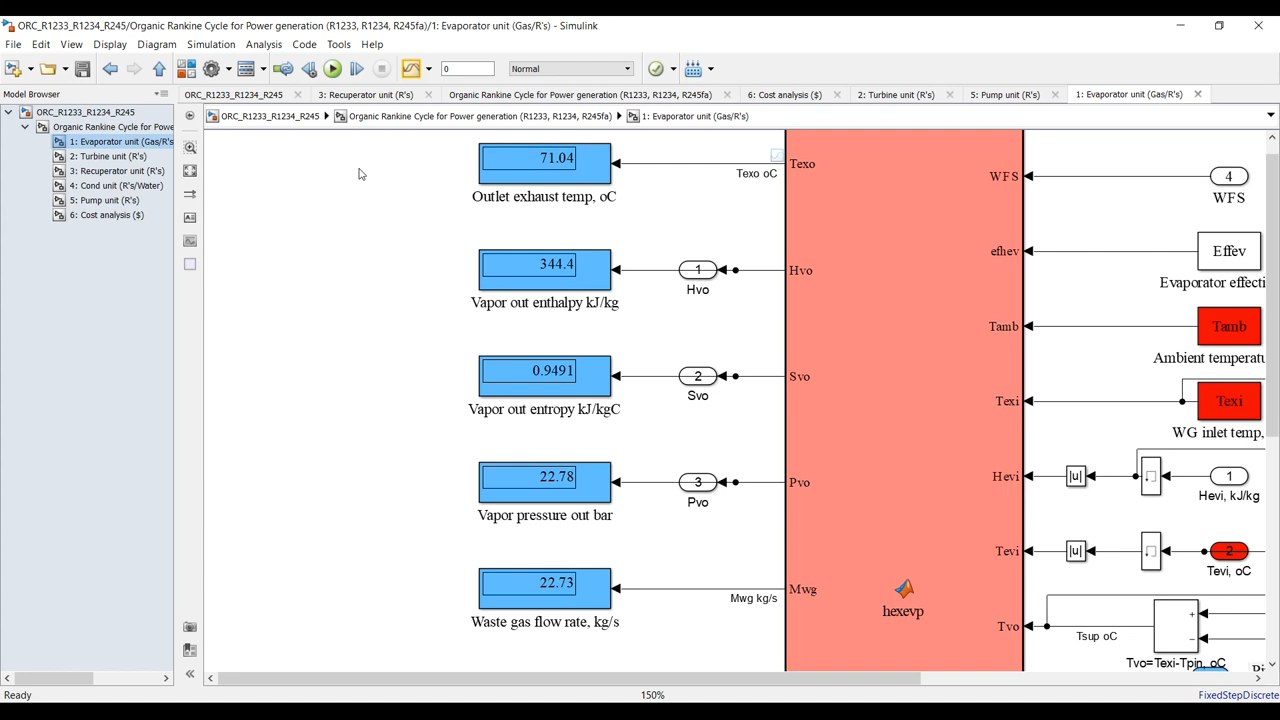 ORC_R1233_R1234_R245/Organic Rankine Cycle for Power generation (R1233, R1234, R245fa)/1: Evaporator unit (Gas/R's) - Simulink
File Edit View Display Diagram Simulation Analysis Code Tools Help
0 Normal
Model Browser
ORC_R1233_R1234_R245
3: Recuperator unit (R's)
Organic Rankine Cycle for Power generation (R1233, R1234, R245fa)
6: Cost analysis ($)
2: Turbine unit (R's)
5: Pump unit (R's)
1: Evaporator unit (Gas/R's)
ORC_R1233_R1234_R245
Organic Rankine Cycle for Power generation (R1233, R1234, R245fa)
1: Evaporator unit (Gas/R's)
ORC_R1233_R1234_R245
Organic Rankine Cycle for Powe
1: Evaporator unit (Gas/R's
2: Turbine unit (R's)
3: Recuperator unit (R's)
4: Cond unit (R's/Water)
5: Pump unit (R's)
6: Cost analysis ($)
71.04
Outlet exhaust temp, oC
Texo oC
Texo
344.4
Vapor out enthalpy kJ/kg
1
Hvo
Hvo
0.9491
Vapor out entropy kJ/kgC
2
Svo
Svo
22.78
Vapor pressure out bar
3
Pvo
Pvo
22.73
Waste gas flow rate, kg/s
Mwg kg/s
Mwg
hexevp
WFS
4
WFS
efhev
Effev
Evaporator effecti
Tamb
Tamb
Ambient temperatu
Texi
Texi
WG inlet temp,
Hevi
|u|
1
Hevi, kJ/kg
Tevi
|u|
2
Tevi, oC
Tvo
Tsup oC
+
−
Tvo=Texi-Tpin, oC
Ready
150%
FixedStepDiscrete